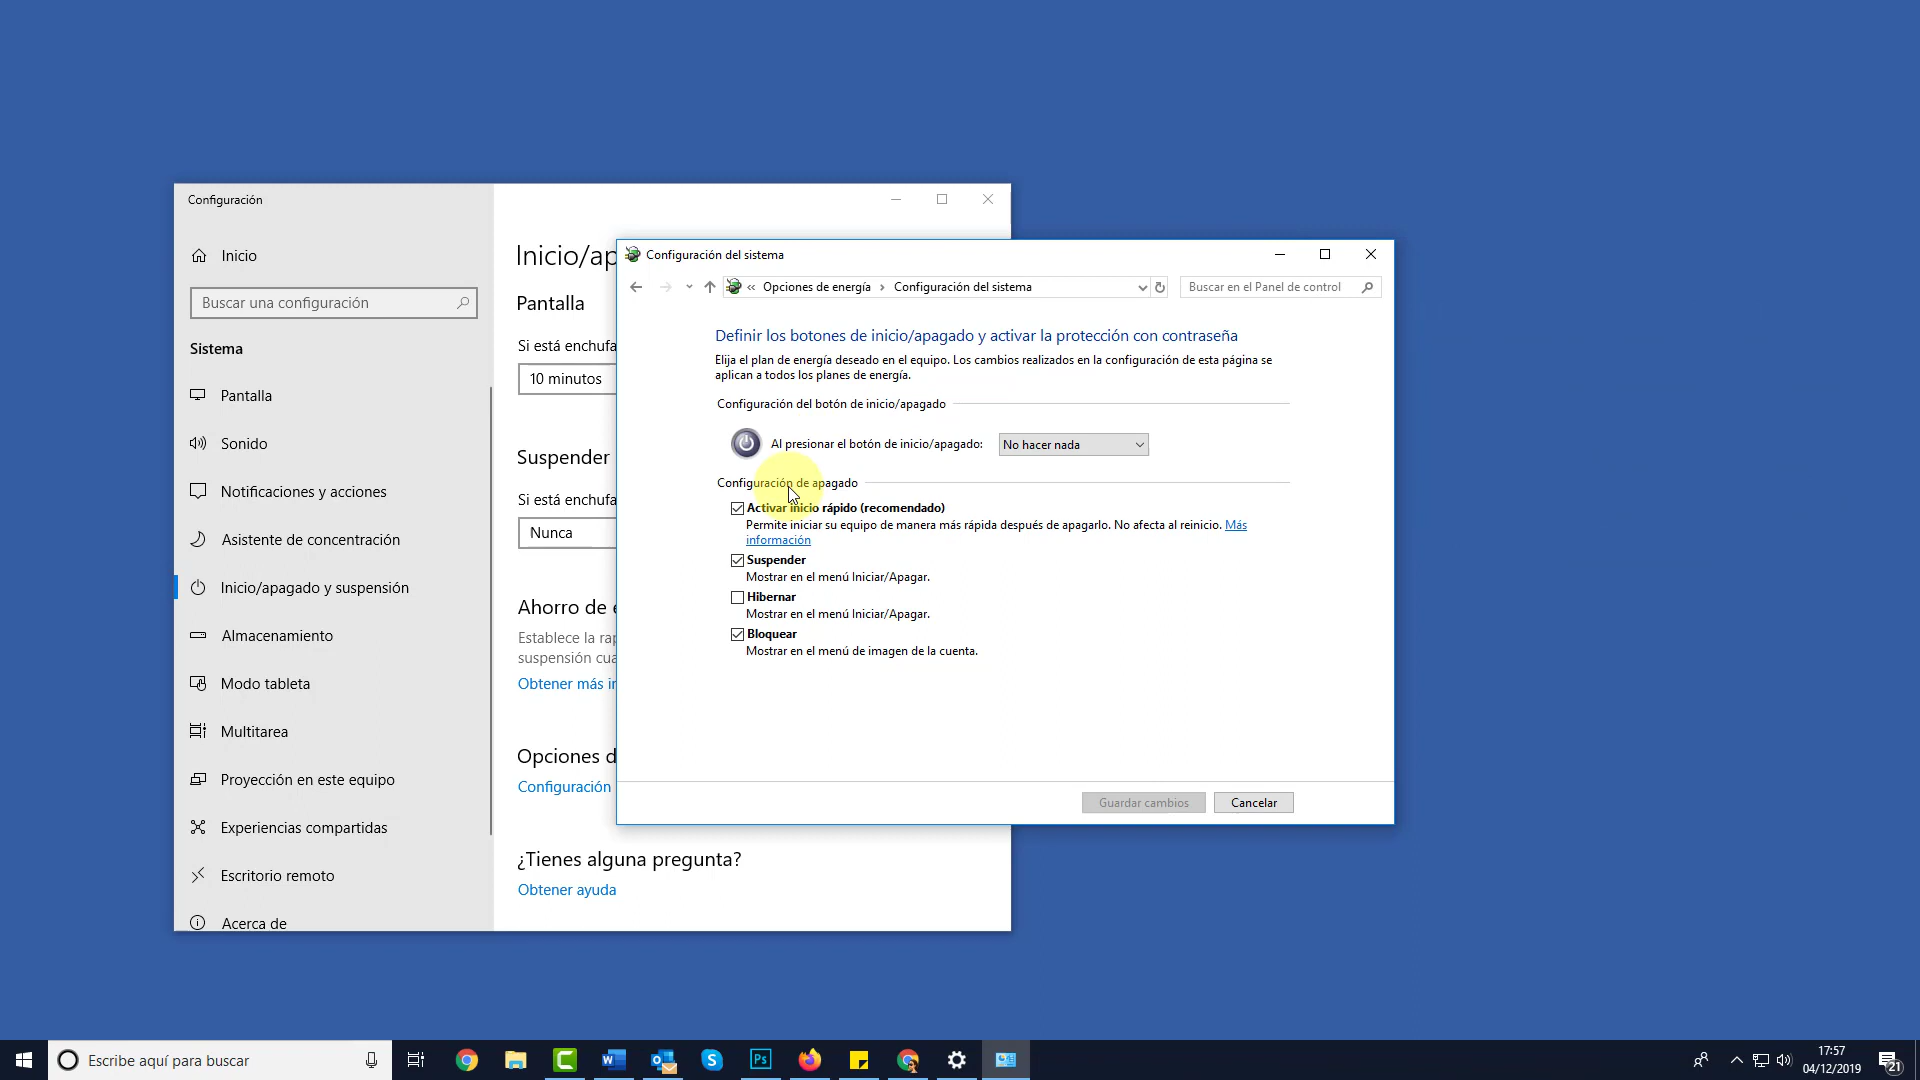 Configuración
Inicio
Buscar una configuración
Sistema
Pantalla
Sonido
Notificaciones y acciones
Asistente de concentración
Inicio/apagado y suspensión
Almacenamiento
Modo tableta
Multitarea
Proyección en este equipo
Experiencias compartidas
Escritorio remoto
Acerca de
Inicio/ap
Pantalla
Si está enchufa
10 minutos
Suspender
Si está enchufa
Nunca
Ahorro de e
Establece la rap
suspensión cua
Obtener más in
Opciones d
Configuración
¿Tienes alguna pregunta?
Obtener ayuda
Configuración del sistema
« Opciones de energía › Configuración del sistema
Buscar en el Panel de control
Definir los botones de inicio/apagado y activar la protección con contraseña
Elija el plan de energía deseado en el equipo. Los cambios realizados en la configuración de esta página se
aplican a todos los planes de energía.
Configuración del botón de inicio/apagado
Al presionar el botón de inicio/apagado: No hacer nada
Configuración de apagado
Activar inicio rápido (recomendado)
Permite iniciar su equipo de manera más rápida después de apagarlo. No afecta al reinicio. Más
información
Suspender
Mostrar en el menú Iniciar/Apagar.
Hibernar
Mostrar en el menú Iniciar/Apagar.
Bloquear
Mostrar en el menú de imagen de la cuenta.
Guardar cambios
Cancelar
Escribe aquí para buscar
Ps
17:57
04/12/2019
21